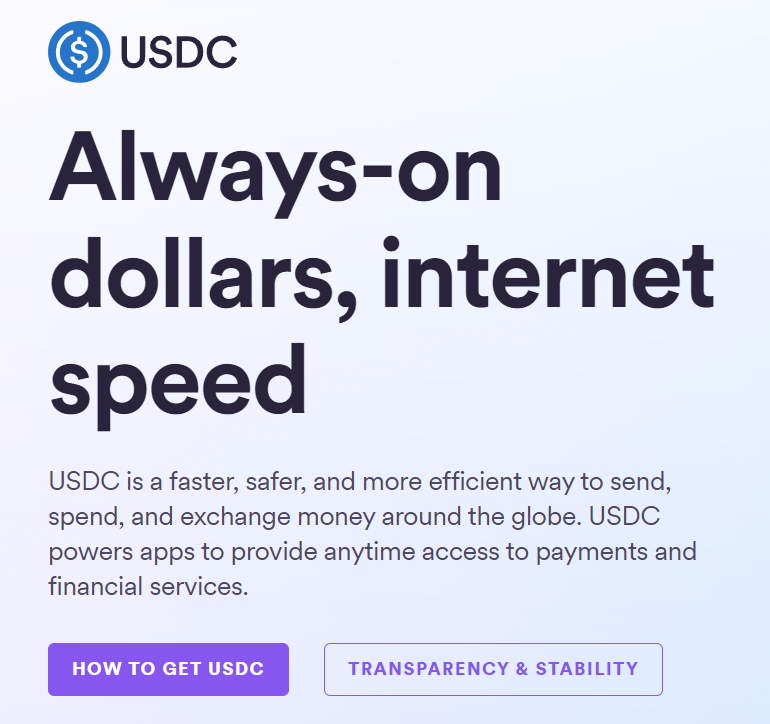 USDC
Always-on
dollars, internet
speed
USDC is a faster, safer, and more efficient way to send,
spend, and exchange money around the globe. USDC
powers apps to provide anytime access to payments and
financial services.
HOW TO GET USDC
TRANSPARENCY & STABILITY